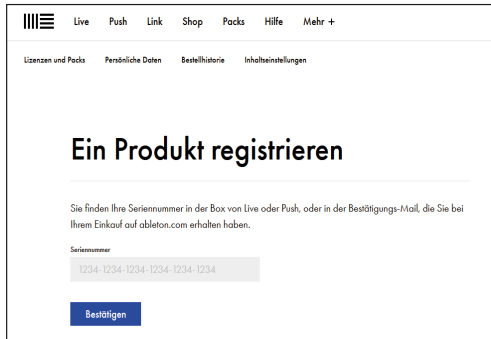 Live Push Link Shop Packs Hilfe Mehr +
Lizenzen und Packs Persönliche Daten Bestellhistorie Inhaltseinstellungen
Ein Produkt registrieren
Sie finden Ihre Seriennummer in der Box von Live oder Push, oder in der Bestätigungs-Mail, die Sie bei
Ihrem Einkauf auf ableton.com erhalten haben.
Seriennummer
1234-1234-1234-1234-1234-1234
Bestätigen